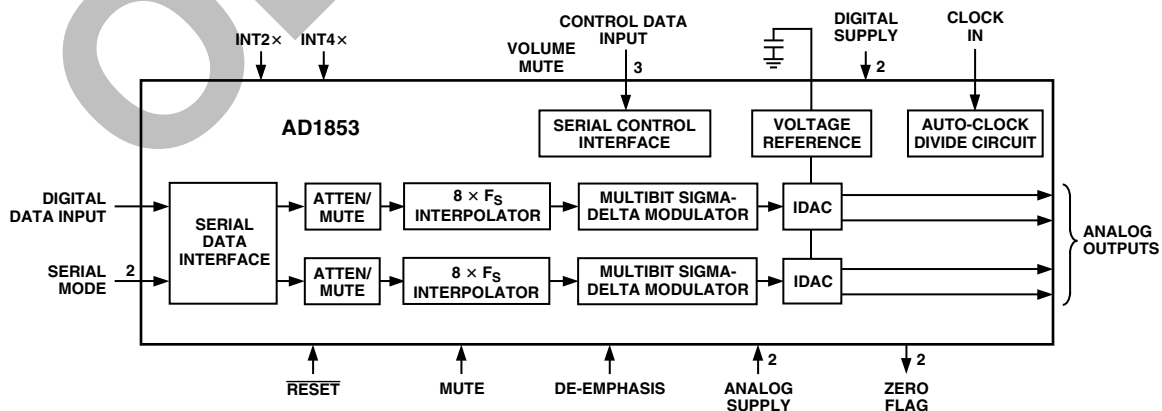 INT2×
INT4×
CONTROL DATA
INPUT
VOLUME
MUTE
3
DIGITAL
SUPPLY
2
CLOCK
IN
AD1853
SERIAL CONTROL
INTERFACE
VOLTAGE
REFERENCE
AUTO-CLOCK
DIVIDE CIRCUIT
DIGITAL
DATA INPUT
SERIAL
MODE
2
SERIAL
DATA
INTERFACE
ATTEN/
MUTE
8 × FS
INTERPOLATOR
MULTIBIT SIGMA-
DELTA MODULATOR
IDAC
ATTEN/
MUTE
8 × FS
INTERPOLATOR
MULTIBIT SIGMA-
DELTA MODULATOR
IDAC
ANALOG
OUTPUTS
RESET
MUTE
DE-EMPHASIS
2
ANALOG
SUPPLY
2
ZERO
FLAG